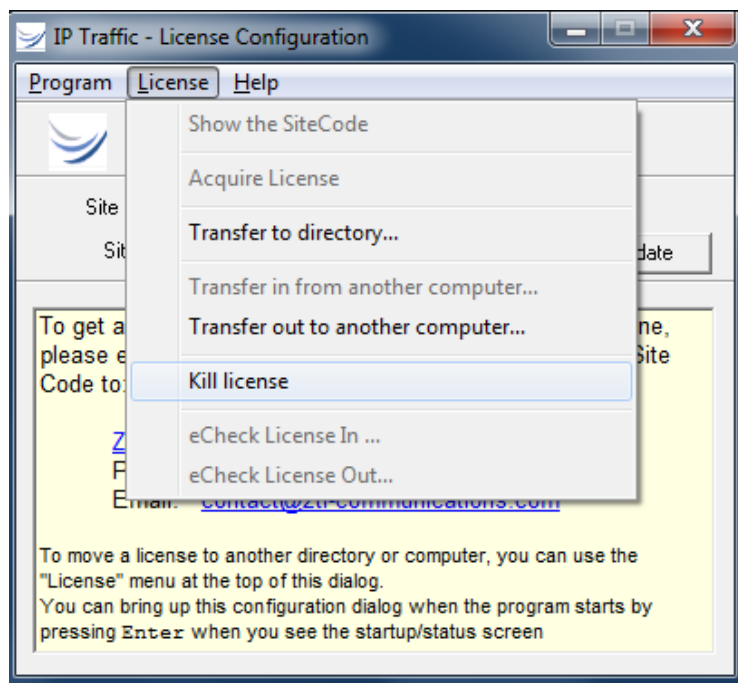 IP Traffic - License Configuration
Program License Help
Show the SiteCode
Acquire License
Site
Transfer to directory...
Sit
date
Transfer in from another computer...
To get a
ne,
Transfer out to another computer...
please e
Site
Code to:
Kill license
eCheck License In ...
eCheck License Out...
Email: contact@zti-communications.com
To move a license to another directory or computer, you can use the
"License" menu at the top of this dialog.
You can bring up this configuration dialog when the program starts by
pressing Enter when you see the startup/status screen